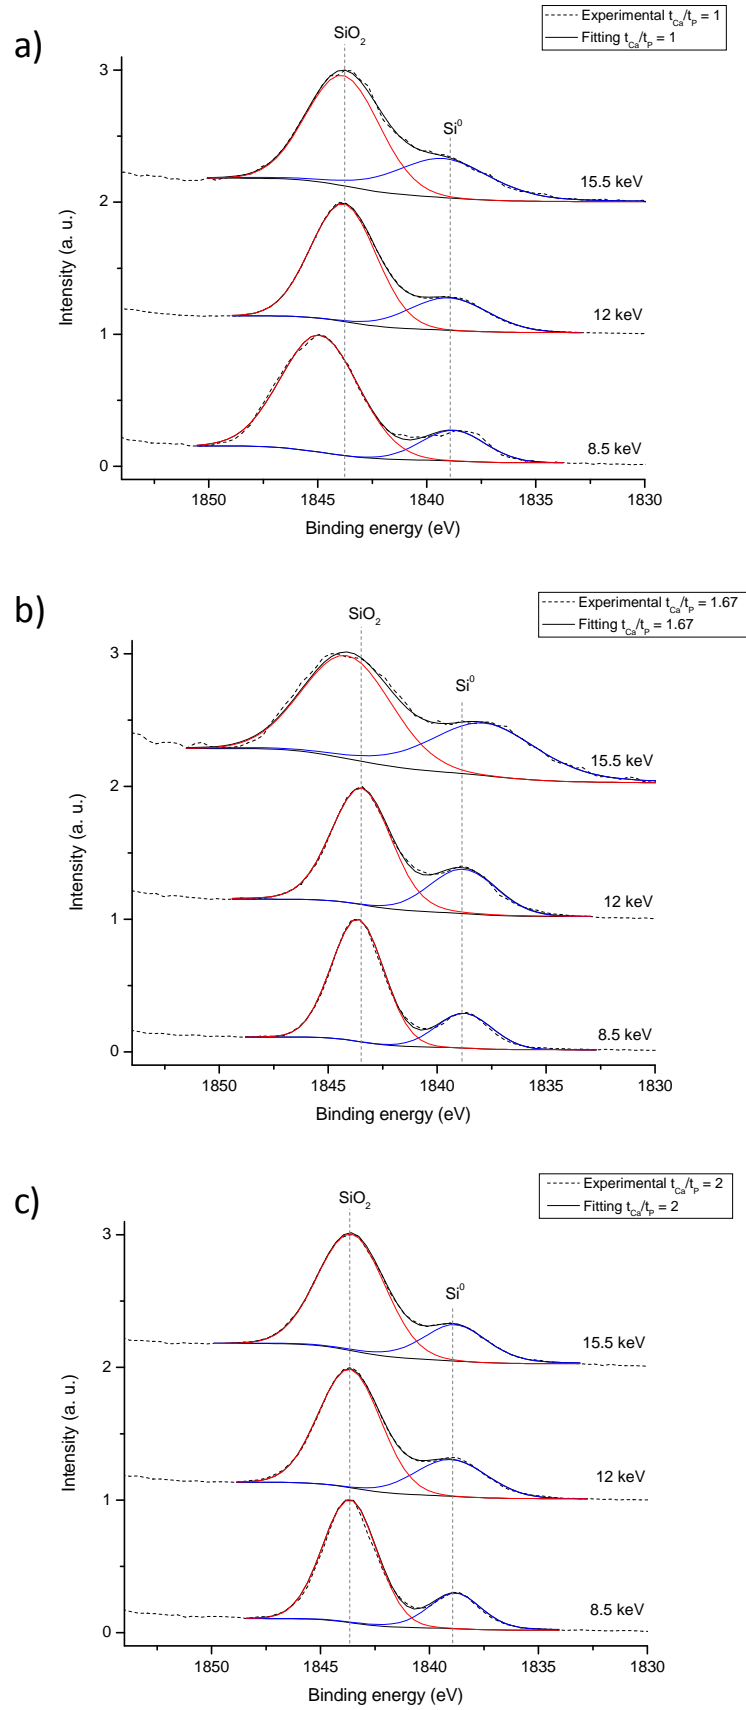 a)
Experimental t_Ca/t_P = 1
Fitting t_Ca/t_P = 1
SiO₂
Si⁰
15.5 keV
12 keV
8.5 keV
3
2
1
0
Intensity (a. u.)
1850 1845 1840 1835 1830
Binding energy (eV)
b)
Experimental t_Ca/t_P = 1.67
Fitting t_Ca/t_P = 1.67
SiO₂
Si⁰
15.5 keV
12 keV
8.5 keV
3
2
1
0
Intensity (a. u.)
1850 1845 1840 1835 1830
Binding energy (eV)
c)
Experimental t_Ca/t_P = 2
Fitting t_Ca/t_P = 2
SiO₂
Si⁰
15.5 keV
12 keV
8.5 keV
3
2
1
0
Intensity (a. u.)
1850 1845 1840 1835 1830
Binding energy (eV)